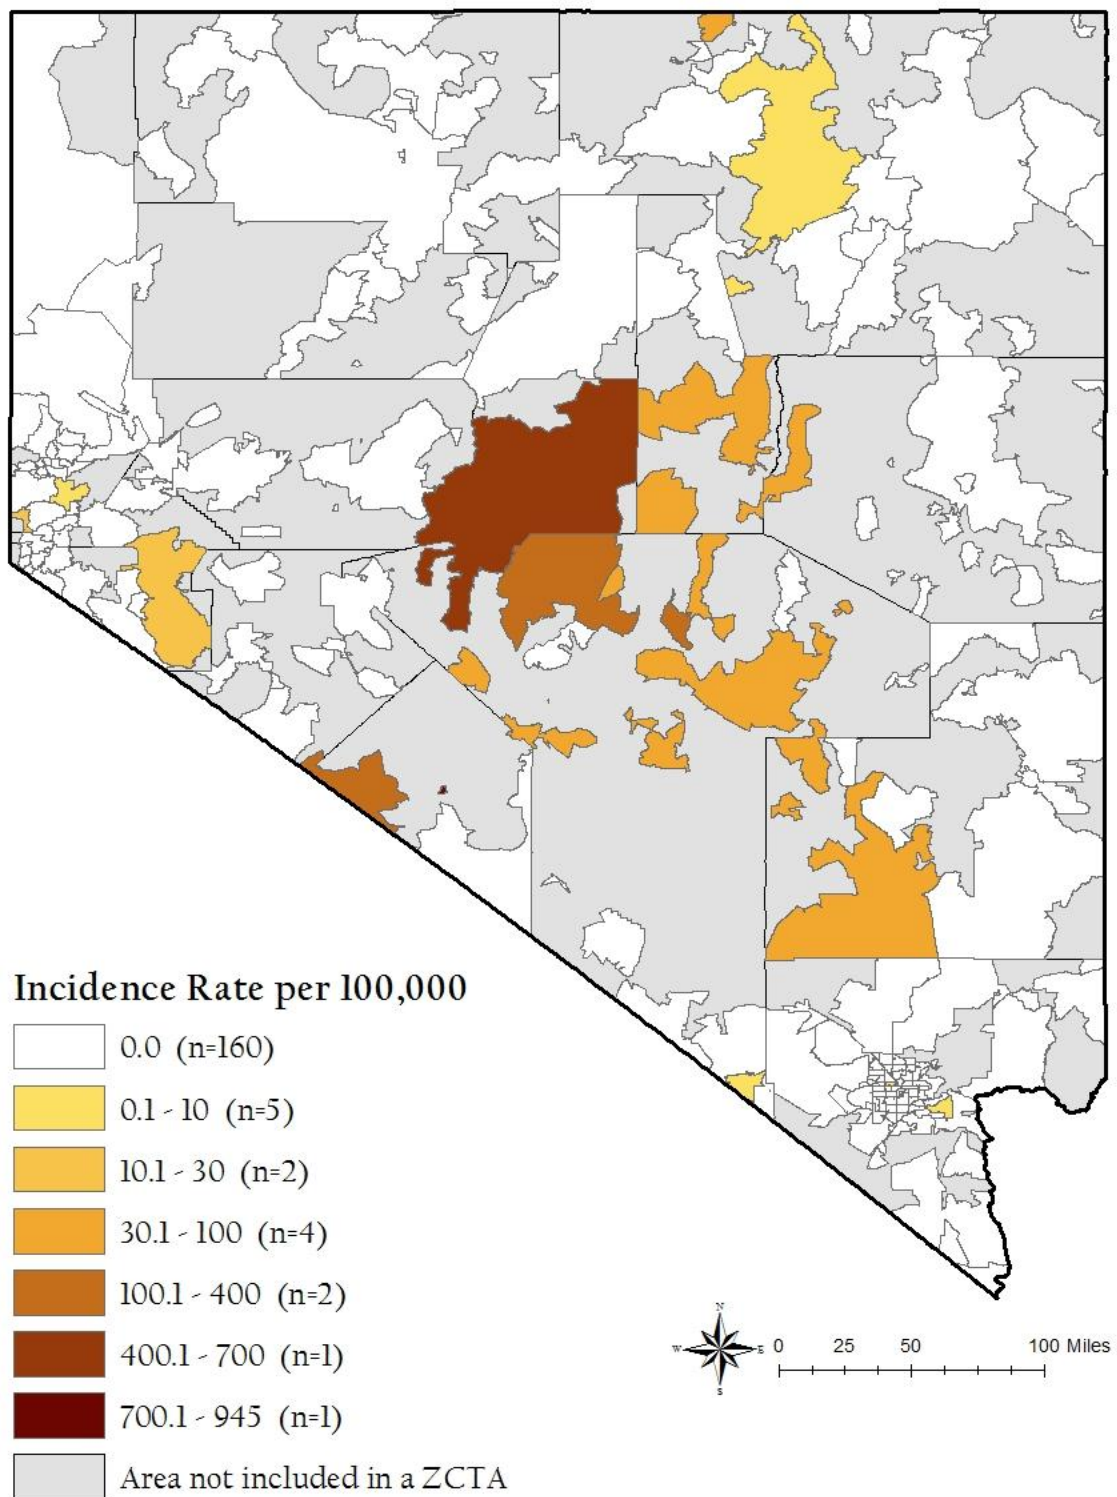 Incidence Rate per 100,000
0.0 (n=160)
0.1 - 10 (n=5)
10.1 - 30 (n=2)
30.1 - 100 (n=4)
100.1 - 400 (n=2)
400.1 - 700 (n=1)
700.1 - 945 (n=1)
Area not included in a ZCTA
N
W E
S
0 25 50 100 Miles